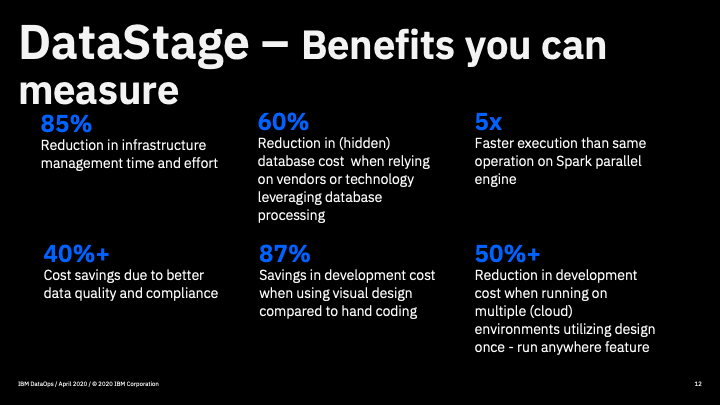 DataStage – Benefits you can
measure
85%
Reduction in infrastructure
management time and effort
60%
Reduction in (hidden)
database cost  when relying
on vendors or technology
leveraging database
processing
5x
Faster execution than same
operation on Spark parallel
engine
40%+
Cost savings due to better
data quality and compliance
87%
Savings in development cost
when using visual design
compared to hand coding
50%+
Reduction in development
cost when running on
multiple (cloud)
environments utilizing design
once - run anywhere feature
IBM DataOps / April 2020 / © 2020 IBM Corporation
12